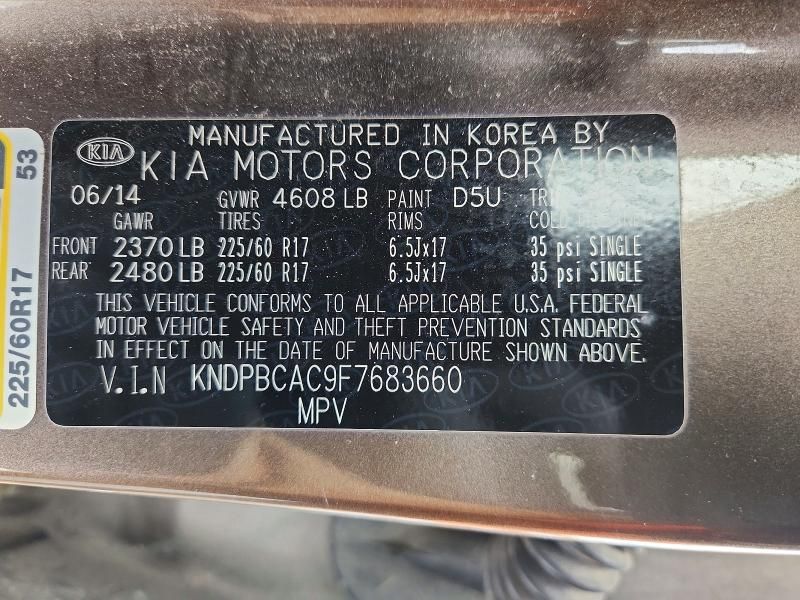 MANUFACTURED IN KOREA BY
KIA KIA MOTORS CORPORATION
06/14 GVWR 4608 LB PAINT D5U
GAWR TIRES RIMS
FRONT 2370 LB 225/60 R17 6.5Jx17 35 psi SINGLE
REAR 2480 LB 225/60 R17 6.5Jx17 35 psi SINGLE
THIS VEHICLE CONFORMS TO ALL APPLICABLE U.S.A. FEDERAL
MOTOR VEHICLE SAFETY AND THEFT PREVENTION STANDARDS
IN EFFECT ON THE DATE OF MANUFACTURE SHOWN ABOVE.
V.I.N KNDPBCAC9F7683660
MPV
225/60R17 53